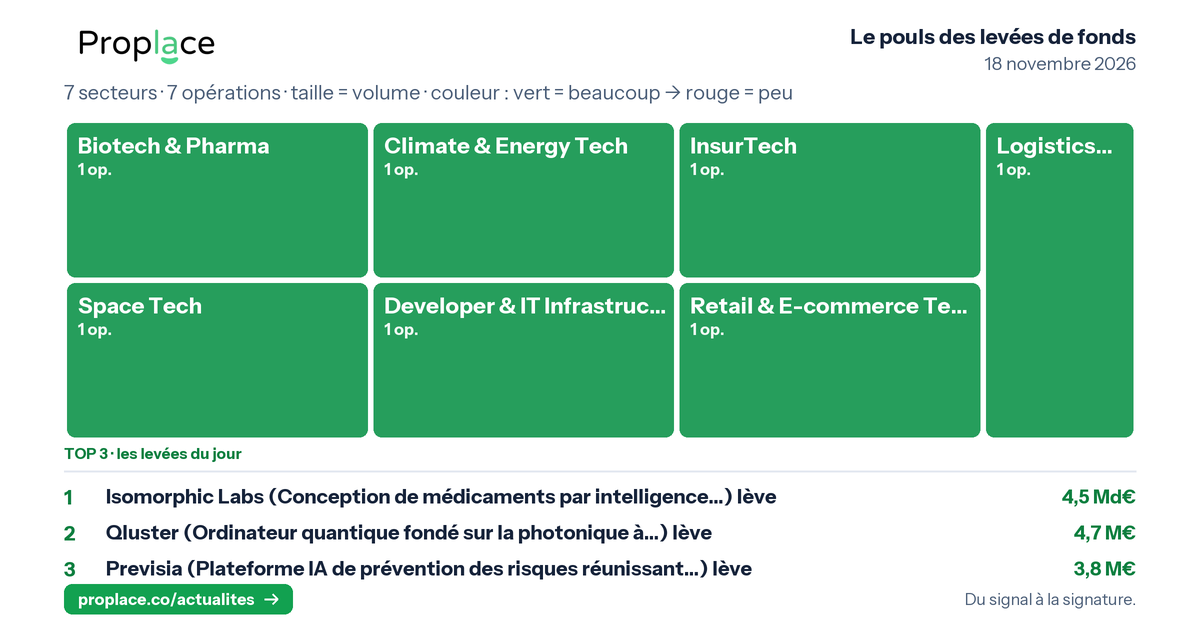 Proplace
Le pouls des levées de fonds
18 novembre 2026
7 secteurs · 7 opérations · taille = volume · couleur : vert = beaucoup → rouge = peu
Biotech & Pharma
1 op.
Climate & Energy Tech
1 op.
InsurTech
1 op.
Logistics...
1 op.
Space Tech
1 op.
Developer & IT Infrastruc...
1 op.
Retail & E-commerce Te...
1 op.
TOP 3 · les levées du jour
1 Isomorphic Labs (Conception de médicaments par intelligence...) lève 4,5 Md€
2 Qluster (Ordinateur quantique fondé sur la photonique à...) lève 4,7 M€
3 Previsia (Plateforme IA de prévention des risques réunissant...) lève 3,8 M€
proplace.co/actualites →
Du signal à la signature.